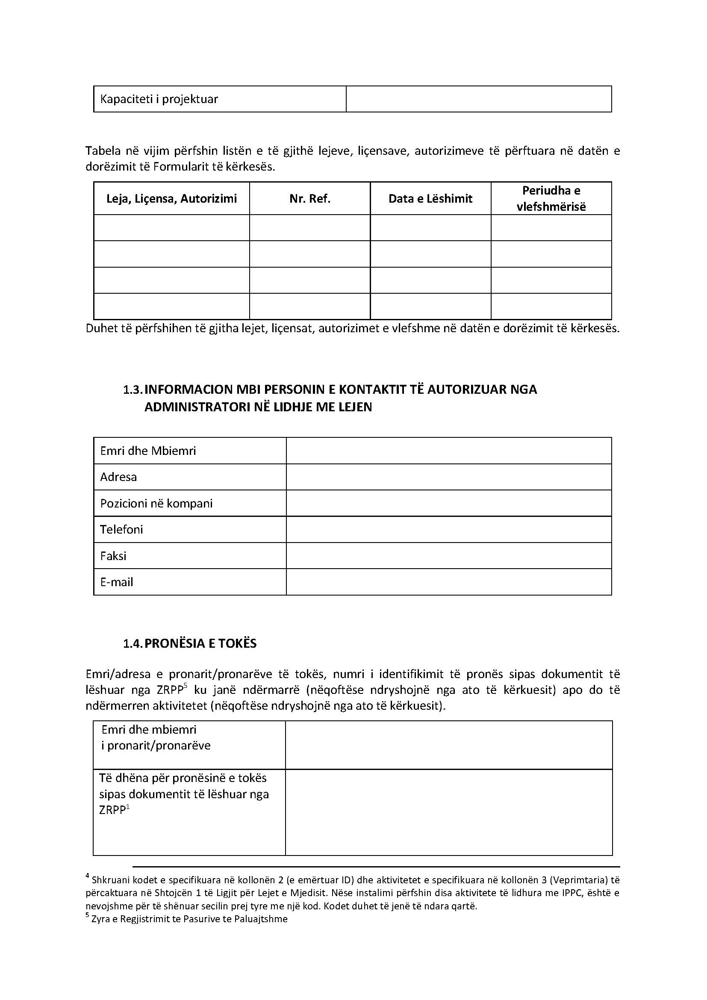 Kapaciteti i projektuar
Tabela në vijim përfshin listën e të gjithë lejeve, liçensave, autorizimeve të përftuara në datën e
dorëzimit të Formularit të kërkesës.
Leja, Liçensa, Autorizimi Nr. Ref. Data e Lëshimit Periudha e
vlefshmërisë
Duhet të përfshihen të gjitha lejet, liçensat, autorizimet e vlefshme në datën e dorëzimit të kërkesës.
1.3. INFORMACION MBI PERSONIN E KONTAKTIT TË AUTORIZUAR NGA
ADMINISTRATORI NË LIDHJE ME LEJEN
Emri dhe Mbiemri
Adresa
Pozicioni në kompani
Telefoni
Faksi
E-mail
1.4. PRONËSIA E TOKËS
Emri/adresa e pronarit/pronarëve të tokës, numri i identifikimit të pronës sipas dokumentit të
lëshuar nga ZRPP⁵ ku janë ndërmarrë (nëqoftëse ndryshojnë nga ato të kërkuesit) apo do të
ndërmerren aktivitetet (nëqoftëse ndryshojnë nga ato të kërkuesit).
Emri dhe mbiemri
i pronarit/pronarëve
Të dhëna për pronësinë e tokës
sipas dokumentit të lëshuar nga
ZRPP¹
⁴ Shkruani kodet e specifikuara në kollonën 2 (e emërtuar ID) dhe aktivitetet e specifikuara në kollonën 3 (Veprimtaria) të
përcaktuara në Shtojcën 1 të Ligjit për Lejet e Mjedisit. Nëse instalimi përfshin disa aktivitete të lidhura me IPPC, është e
nevojshme për të shënuar secilin prej tyre me një kod. Kodet duhet të jenë të ndara qartë.
⁵ Zyra e Regjistrimit te Pasurive te Paluajtshme